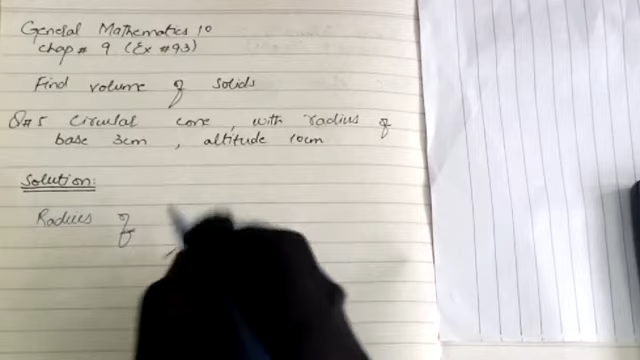 General Mathematics 10
chap # 9 (Ex # 9.3)
Find volume of solids
Q#5 Circular cone, with radius of
base 3cm, altitude 10cm
Solution:
Radius of